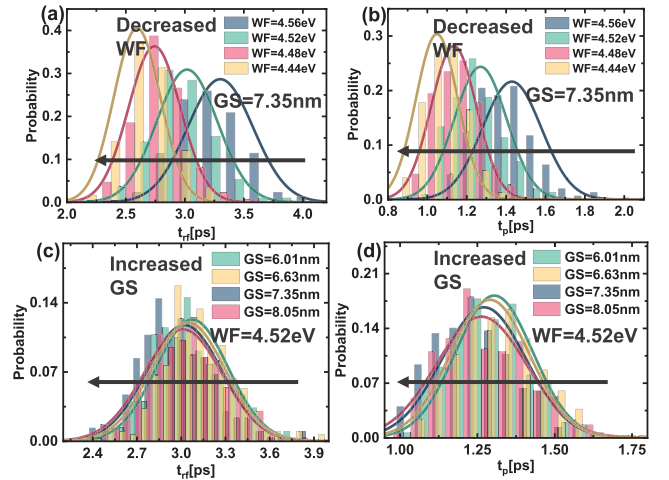 (a)
Decreased
WF
WF=4.56eV
WF=4.52eV
WF=4.48eV
WF=4.44eV
GS=7.35nm
Probability
0.4
0.3
0.2
0.1
0.0
2.0 2.5 3.0 3.5 4.0
trf[ps]
(b)
Decreased
WF
WF=4.56eV
WF=4.52eV
WF=4.48eV
WF=4.44eV
GS=7.35nm
Probability
0.3
0.2
0.1
0.0
0.8 1.0 1.2 1.4 1.6 1.8 2.0
tp[ps]
(c)
Increased
GS
GS=6.01nm
GS=6.63nm
GS=7.35nm
GS=8.05nm
WF=4.52eV
Probability
0.14
0.07
0.00
2.4 2.7 3.0 3.3 3.6 3.9
trf[ps]
(d)
Increased
GS
GS=6.01nm
GS=6.63nm
GS=7.35nm
GS=8.05nm
WF=4.52eV
Probability
0.21
0.14
0.07
0.00
1.00 1.25 1.50 1.75
tp[ps]